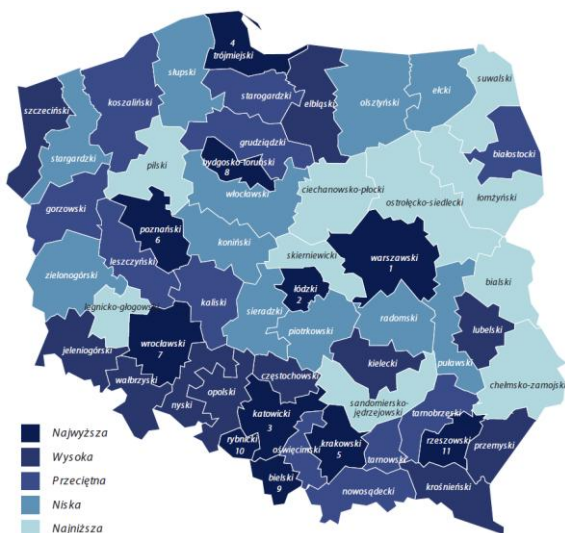 4
trójmiejski
słupski
koszaliński
szczeciński
starogardzki
elbląski
olsztyński
ełcki
suwalski
stargardzki
pilski
grudziądzki
bydgosko-toruński
8
białostocki
włocławski
ciechanowsko-płocki
ostrołęcko-siedlecki
łomżyński
gorzowski
poznański
6
koniński
leszczyński
skierniewicki
warszawski
1
zielonogórski
kaliski
łódzki
2
bialski
legnicko-głogowski
sieradzki
piotrkowski
radomski
lubelski
jeleniogórski
wrocławski
7
puławski
wałbrzyski
nyski
opolski
częstochowski
kielecki
chełmsko-zamojski
sandomiersko-
jędrzejowski
katowicki
3
tarnobrzeski
rybnicki
10
oświęcimski
krakowski
5
tarnowski
rzeszowski
11
przemyski
bielski
9
nowosądecki
krośnieński
Najwyższa
Wysoka
Przeciętna
Niska
Najniższa